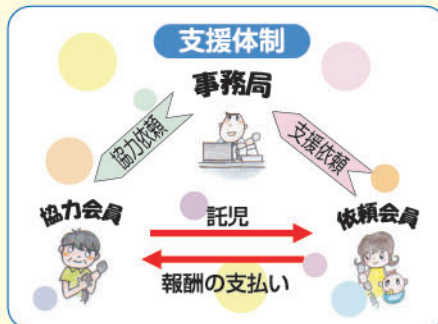 支援体制
事務局
協力依頼
支援依頼
協力会員
託児
依頼会員
報酬の支払い